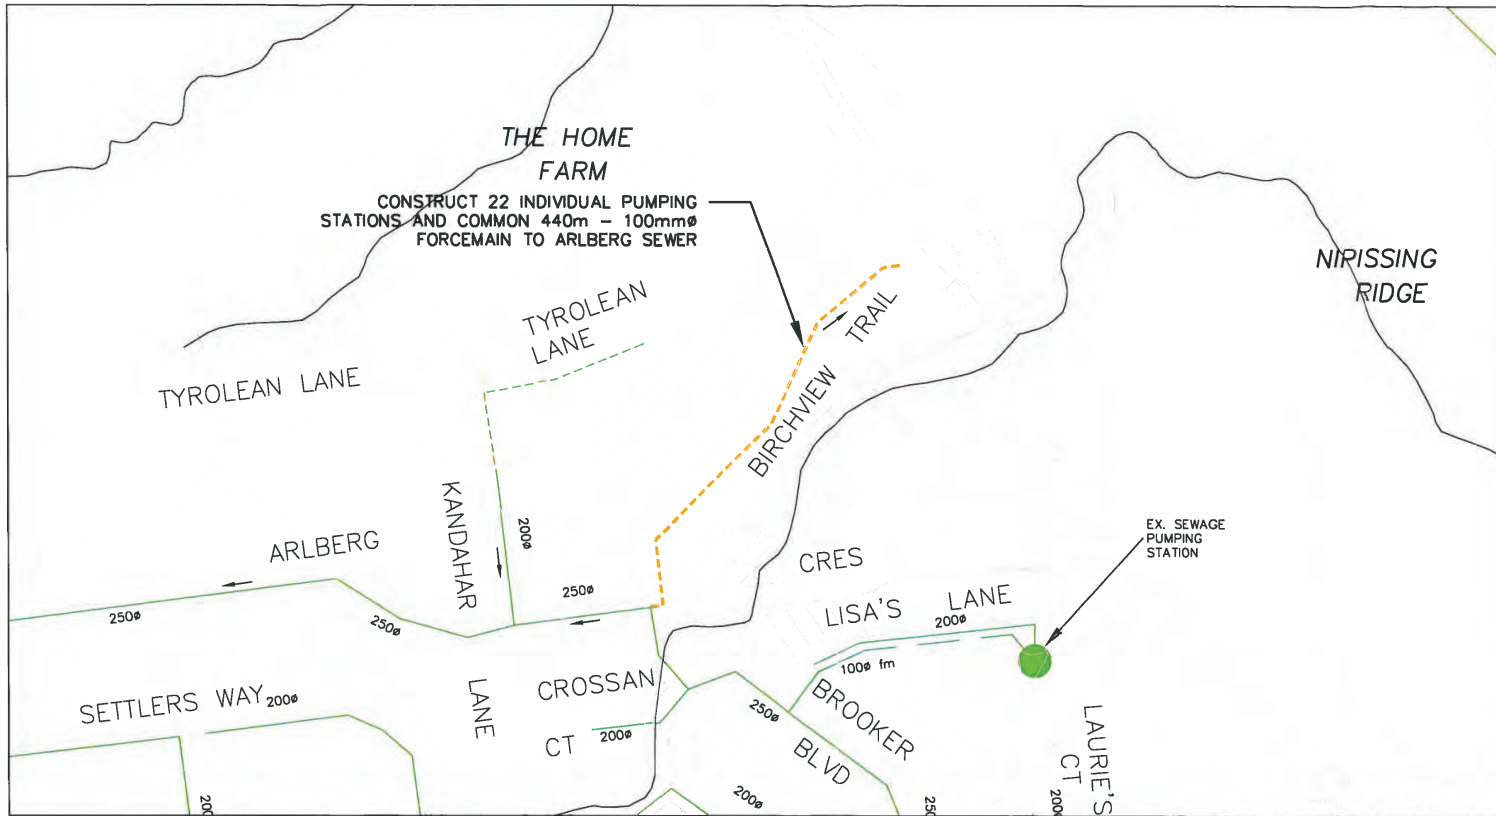 THE HOME
FARM
CONSTRUCT 22 INDIVIDUAL PUMPING
STATIONS AND COMMON 440m – 100mmø
FORCEMAIN TO ARLBERG SEWER
NIPISSING
RIDGE
TYROLEAN
LANE
TYROLEAN LANE
BIRCHVIEW TRAIL
KANDAHAR
200ø
ARLBERG
250ø
250ø
250ø
EX. SEWAGE
PUMPING
STATION
CRES
LISA'S LANE
200ø
100ø fm
SETTLERS WAY
200ø
LANE
CROSSAN
CT
200ø
250ø
BROOKER
BLVD
LAURIE'S
CT
200ø